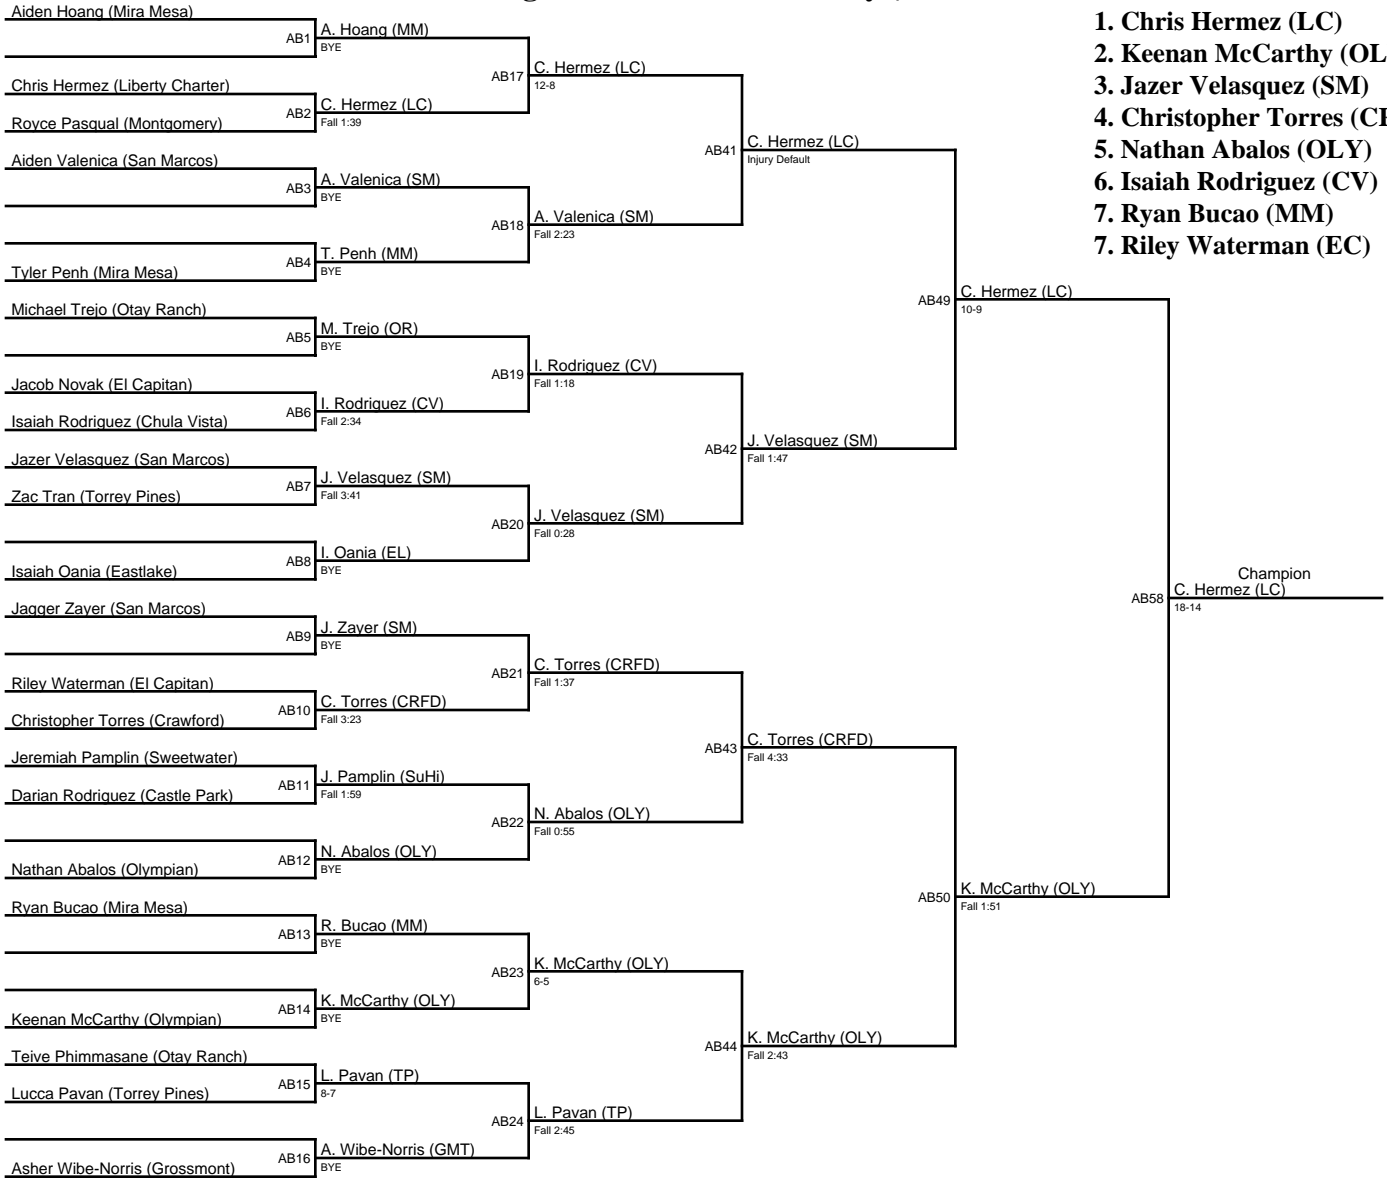 Aiden Hoang (Mira Mesa)
AB1
A. Hoang (MM)
BYE
Chris Hermez (Liberty Charter)
AB2
C. Hermez (LC)
Fall 1:39
Royce Pasqual (Montgomery)
AB17
C. Hermez (LC)
12-8
Aiden Valenica (San Marcos)
AB3
A. Valenica (SM)
BYE
AB4
T. Penh (MM)
BYE
Tyler Penh (Mira Mesa)
AB18
A. Valenica (SM)
Fall 2:23
AB41
C. Hermez (LC)
Injury Default
Michael Trejo (Otay Ranch)
AB5
M. Trejo (OR)
BYE
Jacob Novak (El Capitan)
AB6
I. Rodriguez (CV)
Fall 2:34
Isaiah Rodriguez (Chula Vista)
AB19
I. Rodriguez (CV)
Fall 1:18
Jazer Velasquez (San Marcos)
AB7
J. Velasquez (SM)
Fall 3:41
Zac Tran (Torrey Pines)
AB8
I. Oania (EL)
BYE
Isaiah Oania (Eastlake)
AB20
J. Velasquez (SM)
Fall 0:28
AB42
J. Velasquez (SM)
Fall 1:47
AB49
C. Hermez (LC)
10-9
Jagger Zayer (San Marcos)
AB9
J. Zayer (SM)
BYE
Riley Waterman (El Capitan)
AB10
C. Torres (CRFD)
Fall 3:23
Christopher Torres (Crawford)
AB21
C. Torres (CRFD)
Fall 1:37
Jeremiah Pamplin (Sweetwater)
AB11
J. Pamplin (SuHi)
Fall 1:59
Darian Rodriguez (Castle Park)
AB12
N. Abalos (OLY)
BYE
Nathan Abalos (Olympian)
AB22
N. Abalos (OLY)
Fall 0:55
AB43
C. Torres (CRFD)
Fall 4:33
Ryan Bucao (Mira Mesa)
AB13
R. Bucao (MM)
BYE
AB14
K. McCarthy (OLY)
BYE
Keenan McCarthy (Olympian)
AB23
K. McCarthy (OLY)
6-5
Teive Phimmasane (Otay Ranch)
AB15
L. Pavan (TP)
8-7
Lucca Pavan (Torrey Pines)
AB16
A. Wibe-Norris (GMT)
BYE
Asher Wibe-Norris (Grossmont)
AB24
L. Pavan (TP)
Fall 2:45
AB44
K. McCarthy (OLY)
Fall 2:43
AB50
K. McCarthy (OLY)
Fall 1:51
AB58
Champion
C. Hermez (LC)
18-14
1. Chris Hermez (LC)
2. Keenan McCarthy (OL
3. Jazer Velasquez (SM)
4. Christopher Torres (C
5. Nathan Abalos (OLY)
6. Isaiah Rodriguez (CV)
7. Ryan Bucao (MM)
7. Riley Waterman (EC)